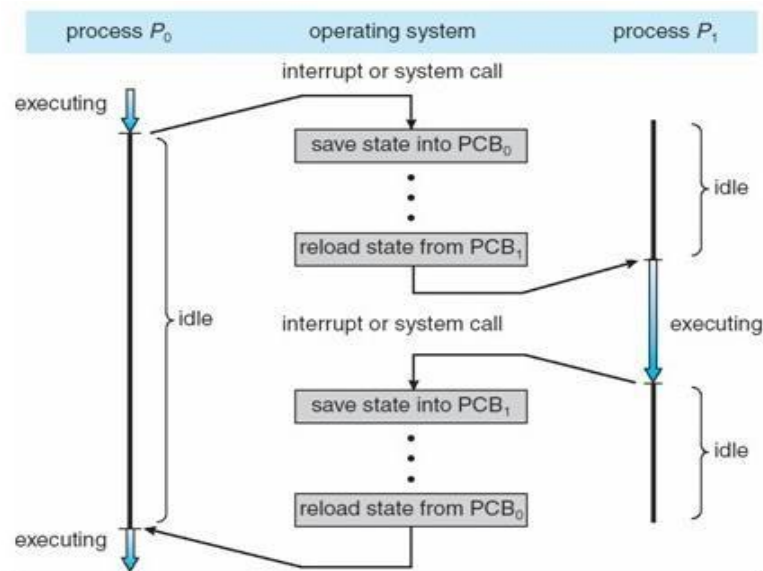 process P₀ operating system process P₁
interrupt or system call
executing
save state into PCB₀
idle
reload state from PCB₁
idle
interrupt or system call
executing
save state into PCB₁
idle
reload state from PCB₀
executing